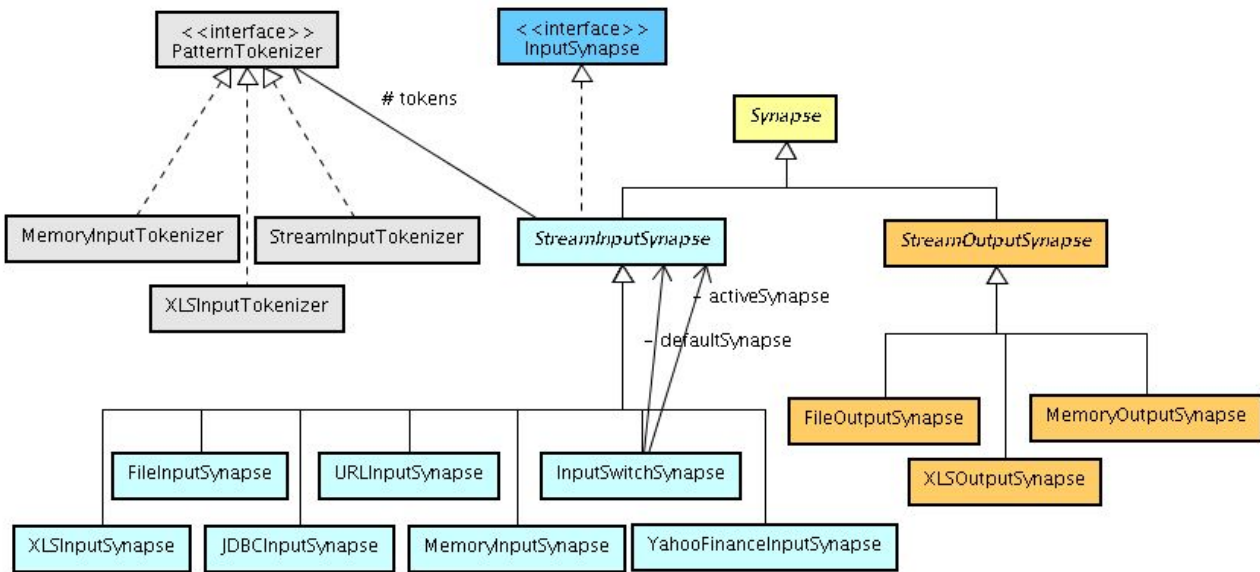 <<interface>>
PatternTokenizer
<<interface>>
InputSynapse
# tokens
Synapse
MemoryInputTokenizer
StreamInputTokenizer
StreamInputSynapse
StreamOutputSynapse
XLSInputTokenizer
- activeSynapse
- defaultSynapse
FileOutputSynapse
MemoryOutputSynapse
FileInputSynapse
URLInputSynapse
InputSwitchSynapse
XLSOutputSynapse
XLSInputSynapse
JDBCInputSynapse
MemoryInputSynapse
YahooFinanceInputSynapse